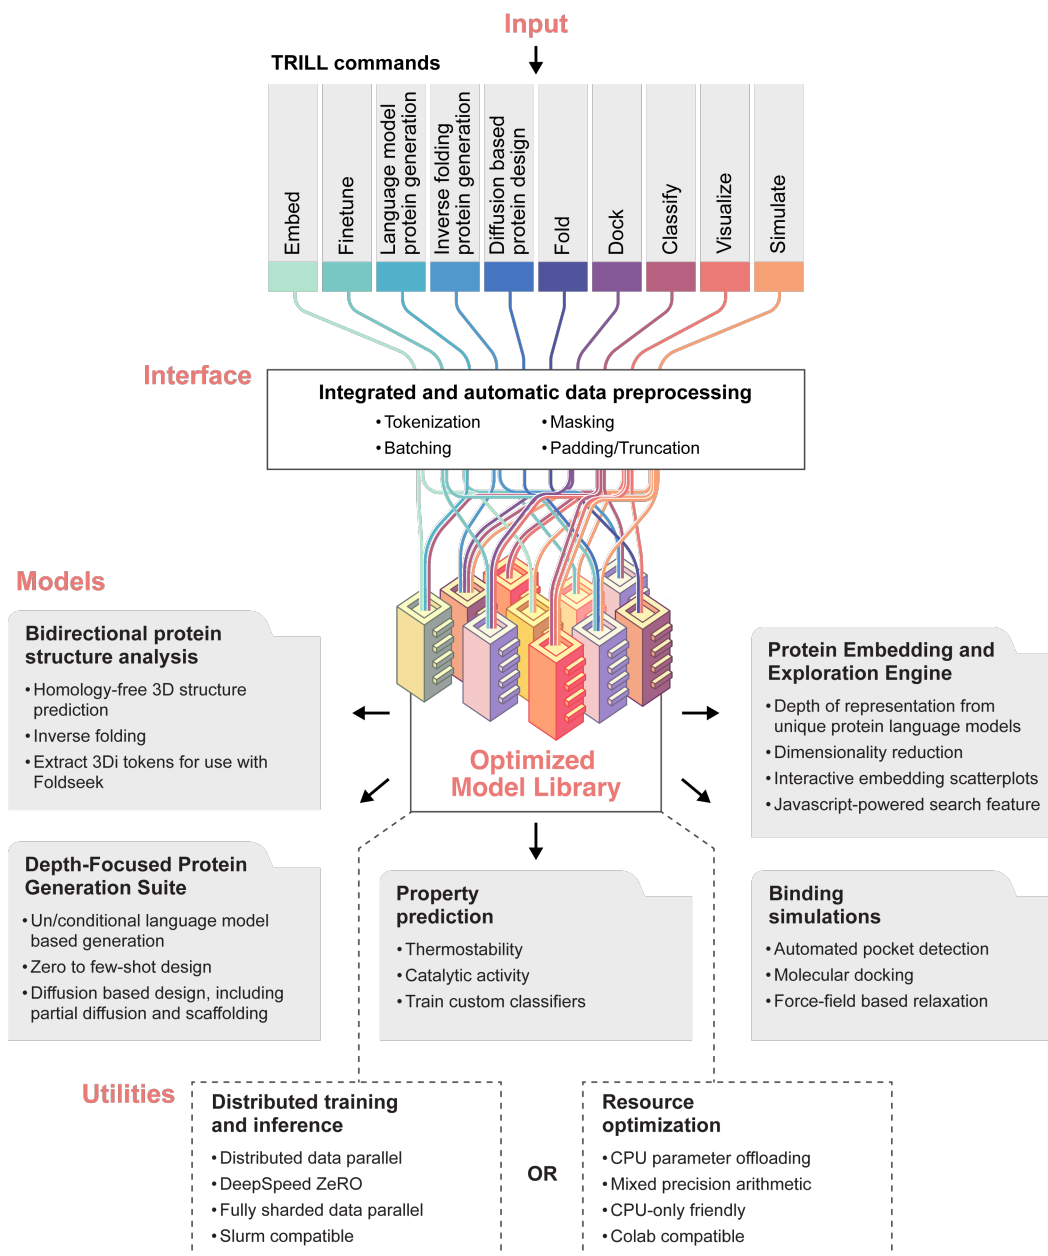 Input
TRILL commands
Embed
Finetune
Language model
protein generation
Inverse folding
protein generation
Diffusion based
protein design
Fold
Dock
Classify
Visualize
Simulate
Interface
Integrated and automatic data preprocessing
• Tokenization
• Batching
• Masking
• Padding/Truncation
Models
Optimized
Model Library
Bidirectional protein
structure analysis
• Homology-free 3D structure
prediction
• Inverse folding
• Extract 3Di tokens for use with
Foldseek
Protein Embedding and
Exploration Engine
• Depth of representation from
unique protein language models
• Dimensionality reduction
• Interactive embedding scatterplots
• Javascript-powered search feature
Depth-Focused Protein
Generation Suite
• Un/conditional language model
based generation
• Zero to few-shot design
• Diffusion based design, including
partial diffusion and scaffolding
Property
prediction
• Thermostability
• Catalytic activity
• Train custom classifiers
Binding
simulations
• Automated pocket detection
• Molecular docking
• Force-field based relaxation
Utilities
Distributed training
and inference
• Distributed data parallel
• DeepSpeed ZeRO
• Fully sharded data parallel
• Slurm compatible
OR
Resource
optimization
• CPU parameter offloading
• Mixed precision arithmetic
• CPU-only friendly
• Colab compatible